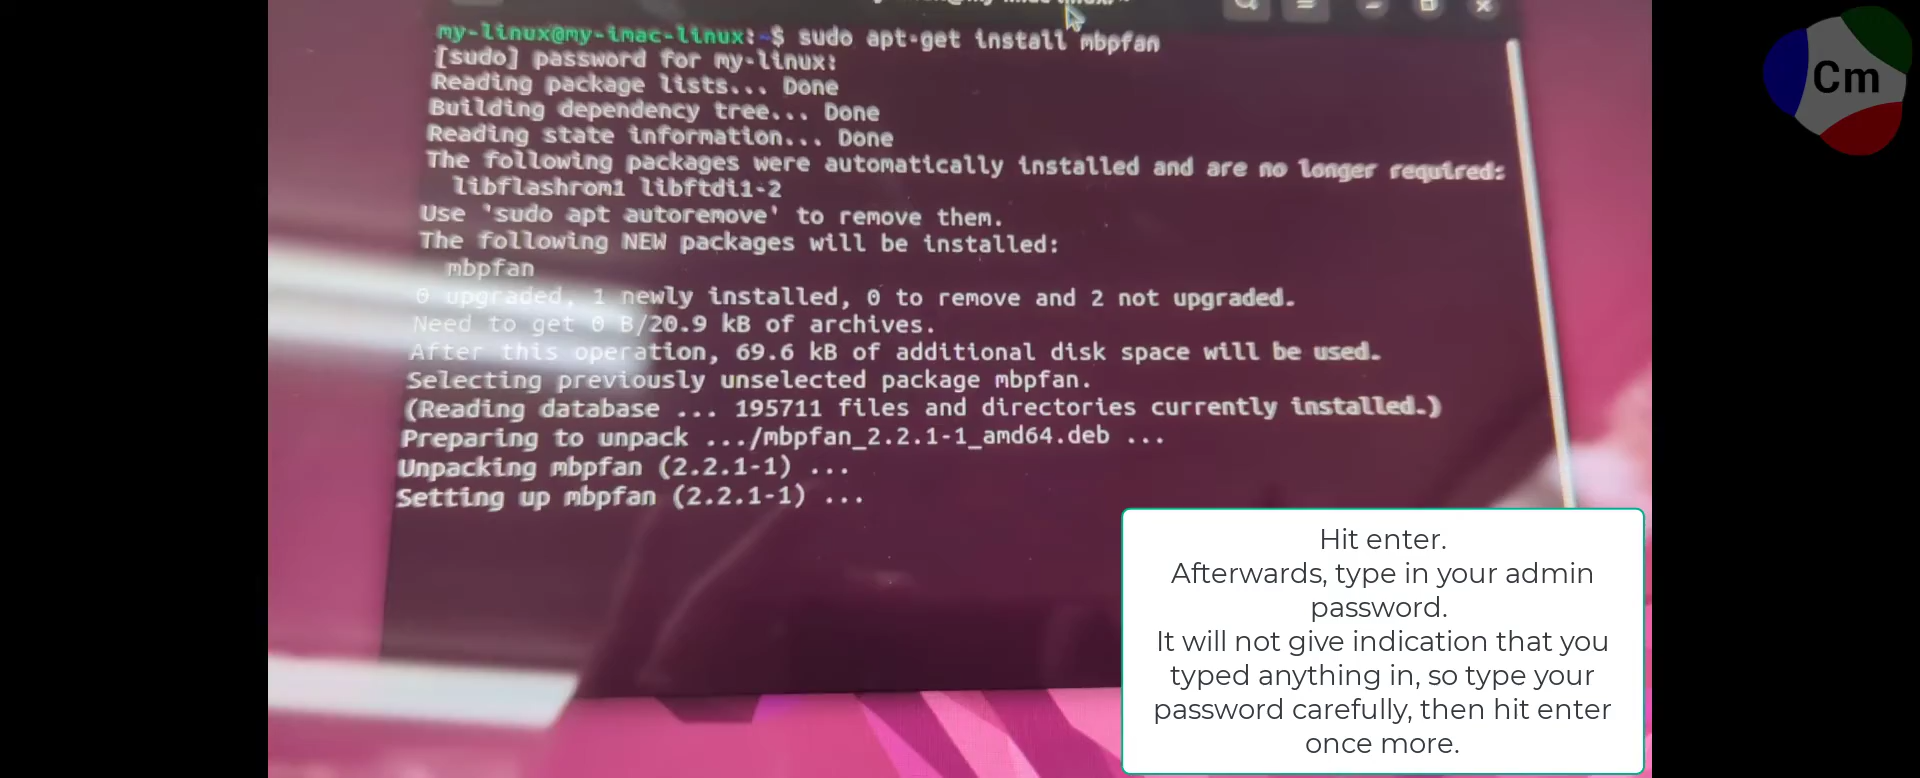 my-linux@my-imac-linux:~$ sudo apt-get install mbpfan
[sudo] password for my-linux:
Reading package lists... Done
Building dependency tree... Done
Reading state information... Done
The following packages were automatically installed and are no longer required:
libflashrom1 libftdi1-2
Use 'sudo apt autoremove' to remove them.
The following NEW packages will be installed:
mbpfan
0 upgraded, 1 newly installed, 0 to remove and 2 not upgraded.
Need to get 0 B/20.9 kB of archives.
After this operation, 69.6 kB of additional disk space will be used.
Selecting previously unselected package mbpfan.
(Reading database ... 195711 files and directories currently installed.)
Preparing to unpack .../mbpfan_2.2.1-1_amd64.deb ...
Unpacking mbpfan (2.2.1-1) ...
Setting up mbpfan (2.2.1-1) ...
Hit enter.
Afterwards, type in your admin
password.
It will not give indication that you
typed anything in, so type your
password carefully, then hit enter
once more.
Cm